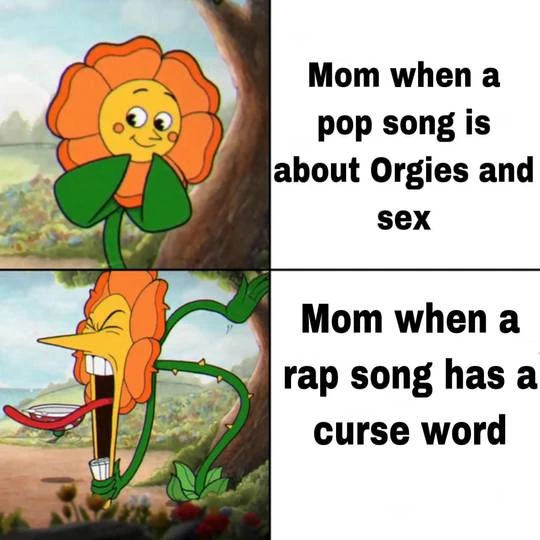 Mom when a
pop song is
about Orgies and
sex
Mom when a
rap song has a
curse word